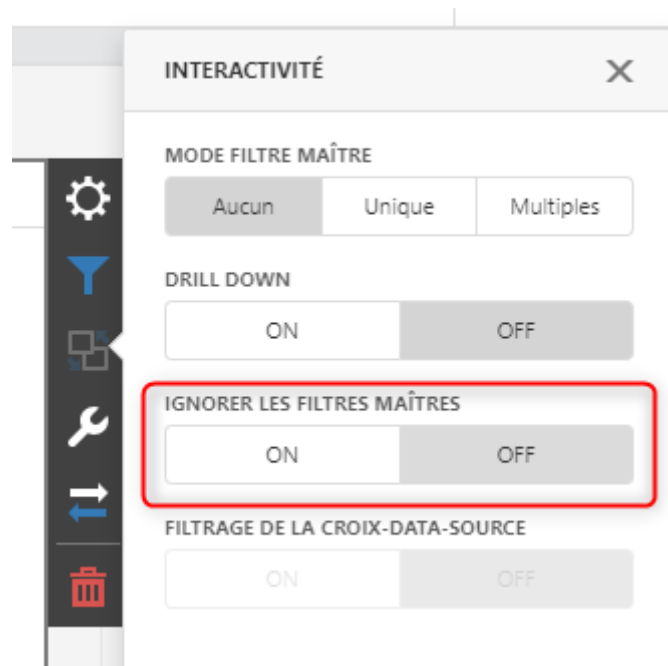 INTERACTIVITÉ
MODE FILTRE MAÎTRE
Aucun Unique Multiples
DRILL DOWN
ON OFF
IGNORER LES FILTRES MAÎTRES
ON OFF
FILTRAGE DE LA CROIX-DATA-SOURCE
ON OFF